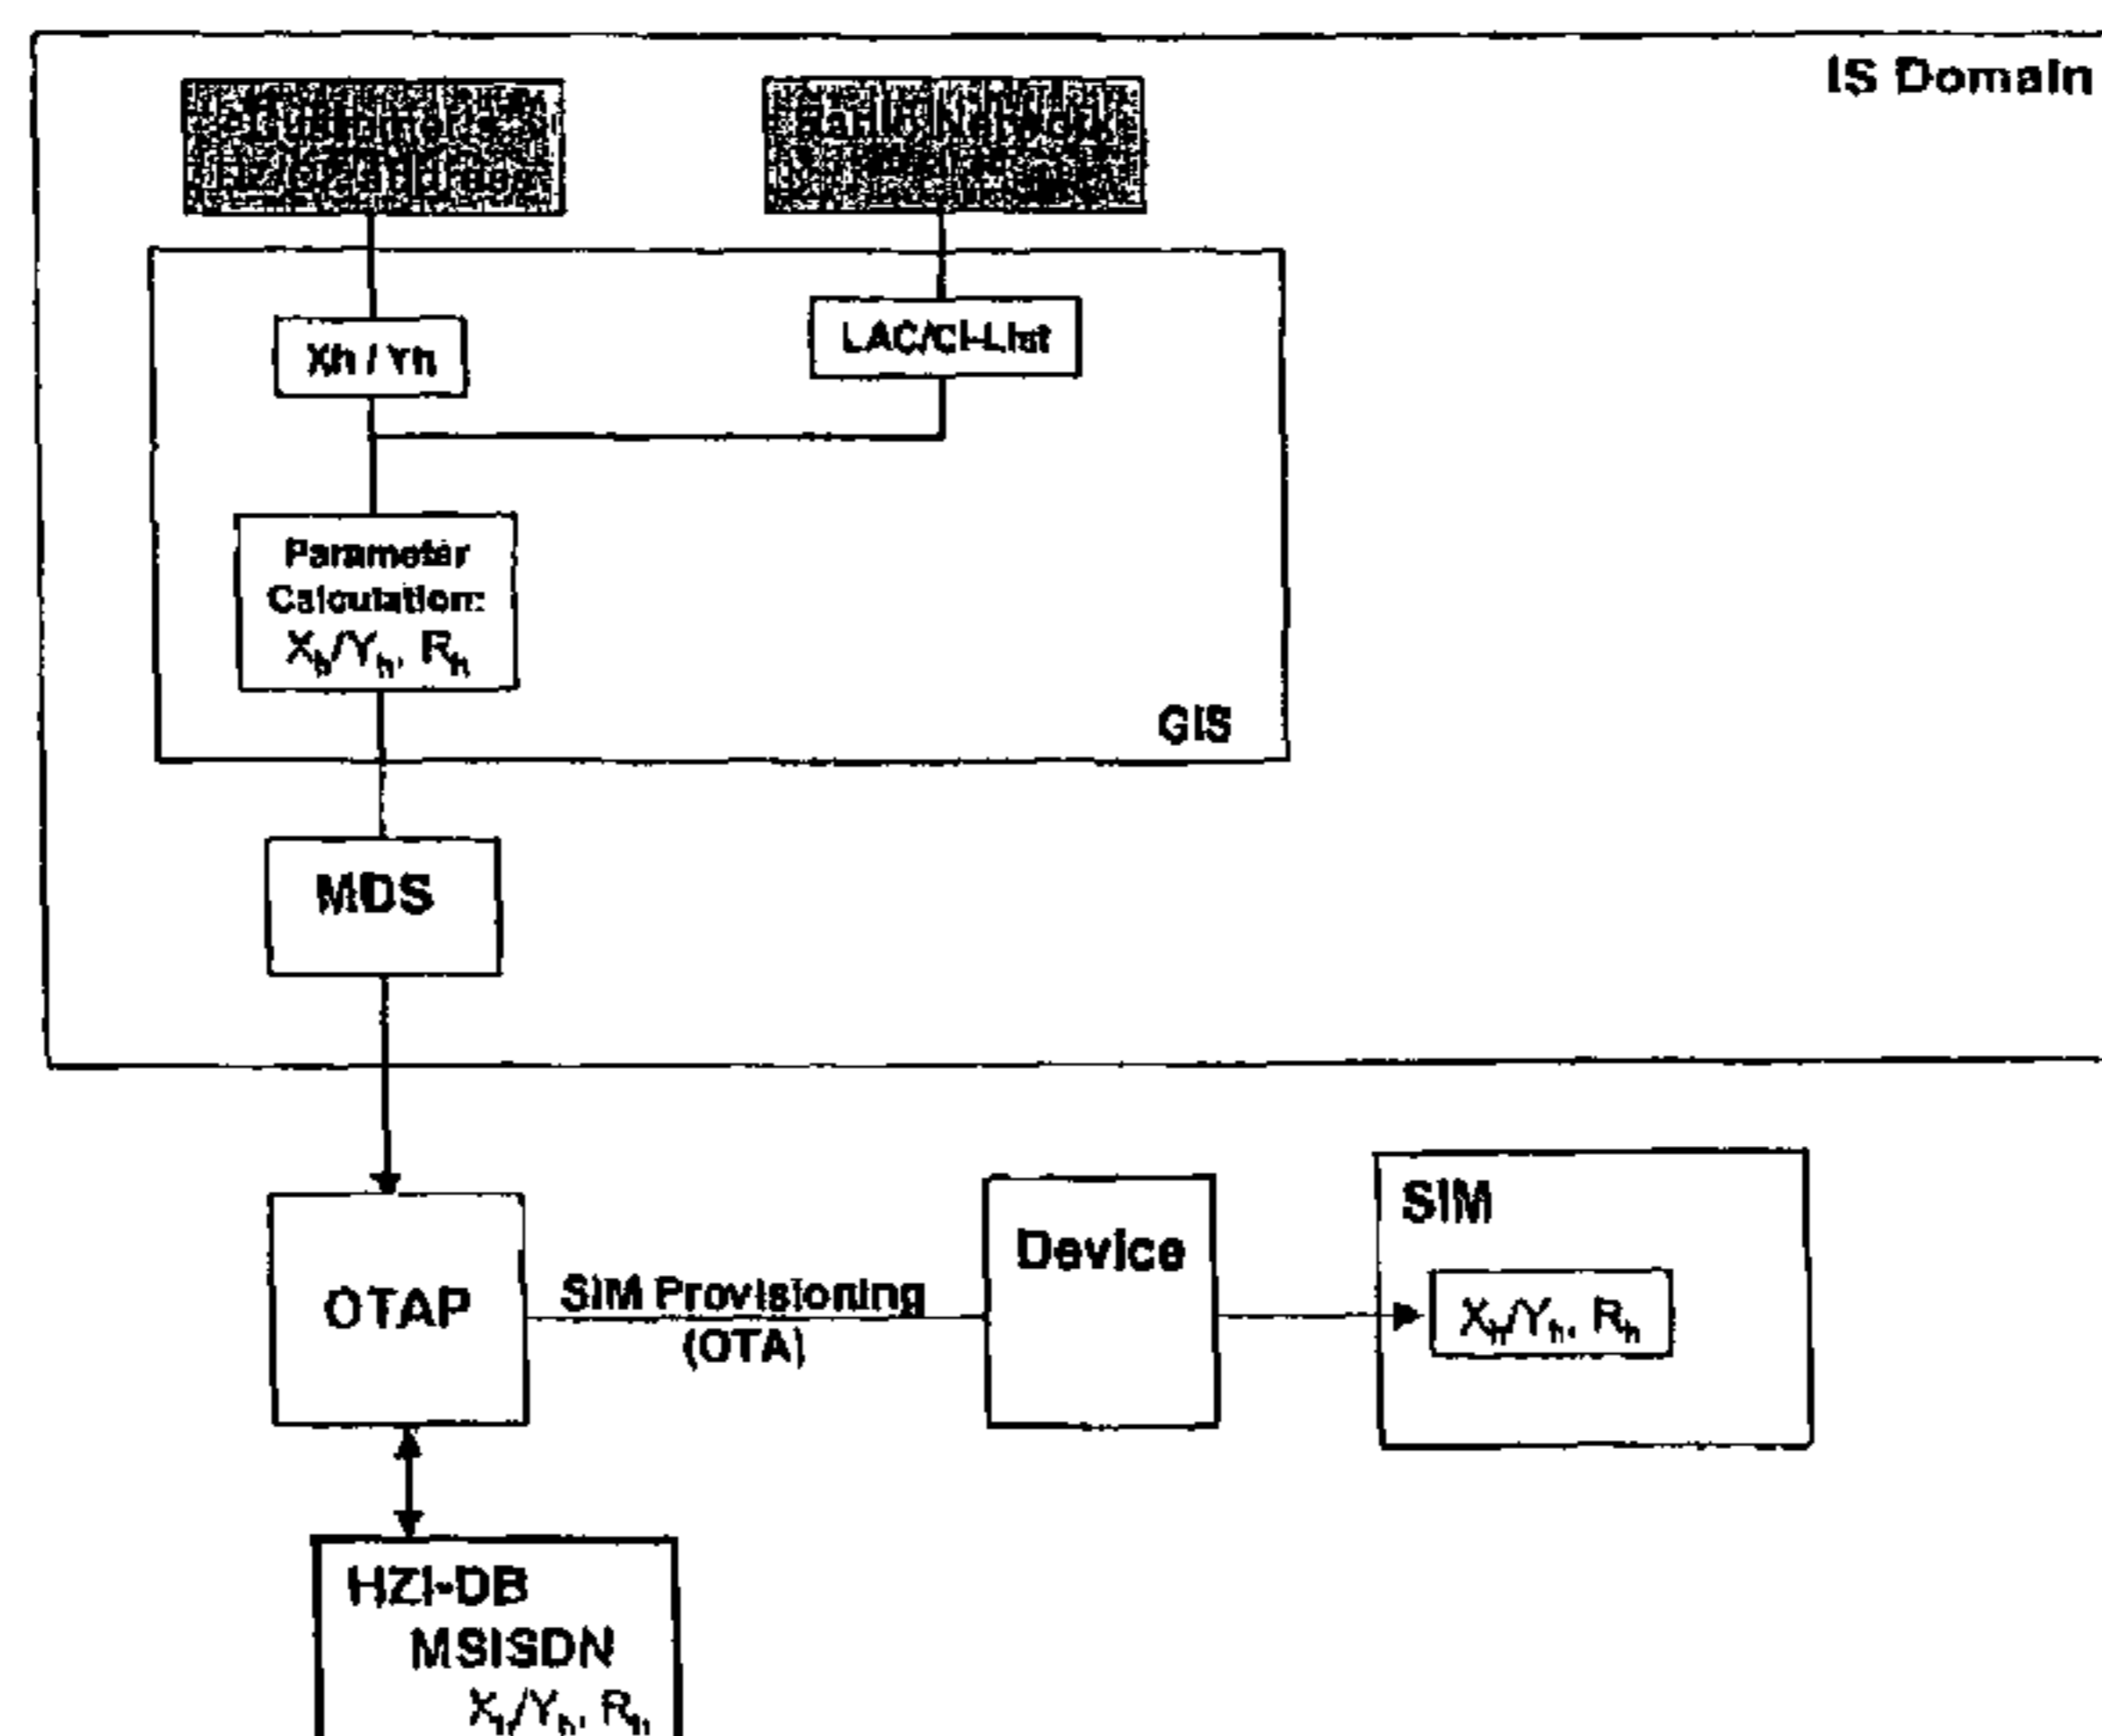 IS Domain
Xh / Yh
LAC/CI-List
Parameter
Calculation:
Xh/Yh, Rh
GIS
MDS
OTAP
SIM Provisioning
(OTA)
Device
SIM
Xh/Yh, Rh
HZI-DB
MSISDN
Xh/Yh, Rh